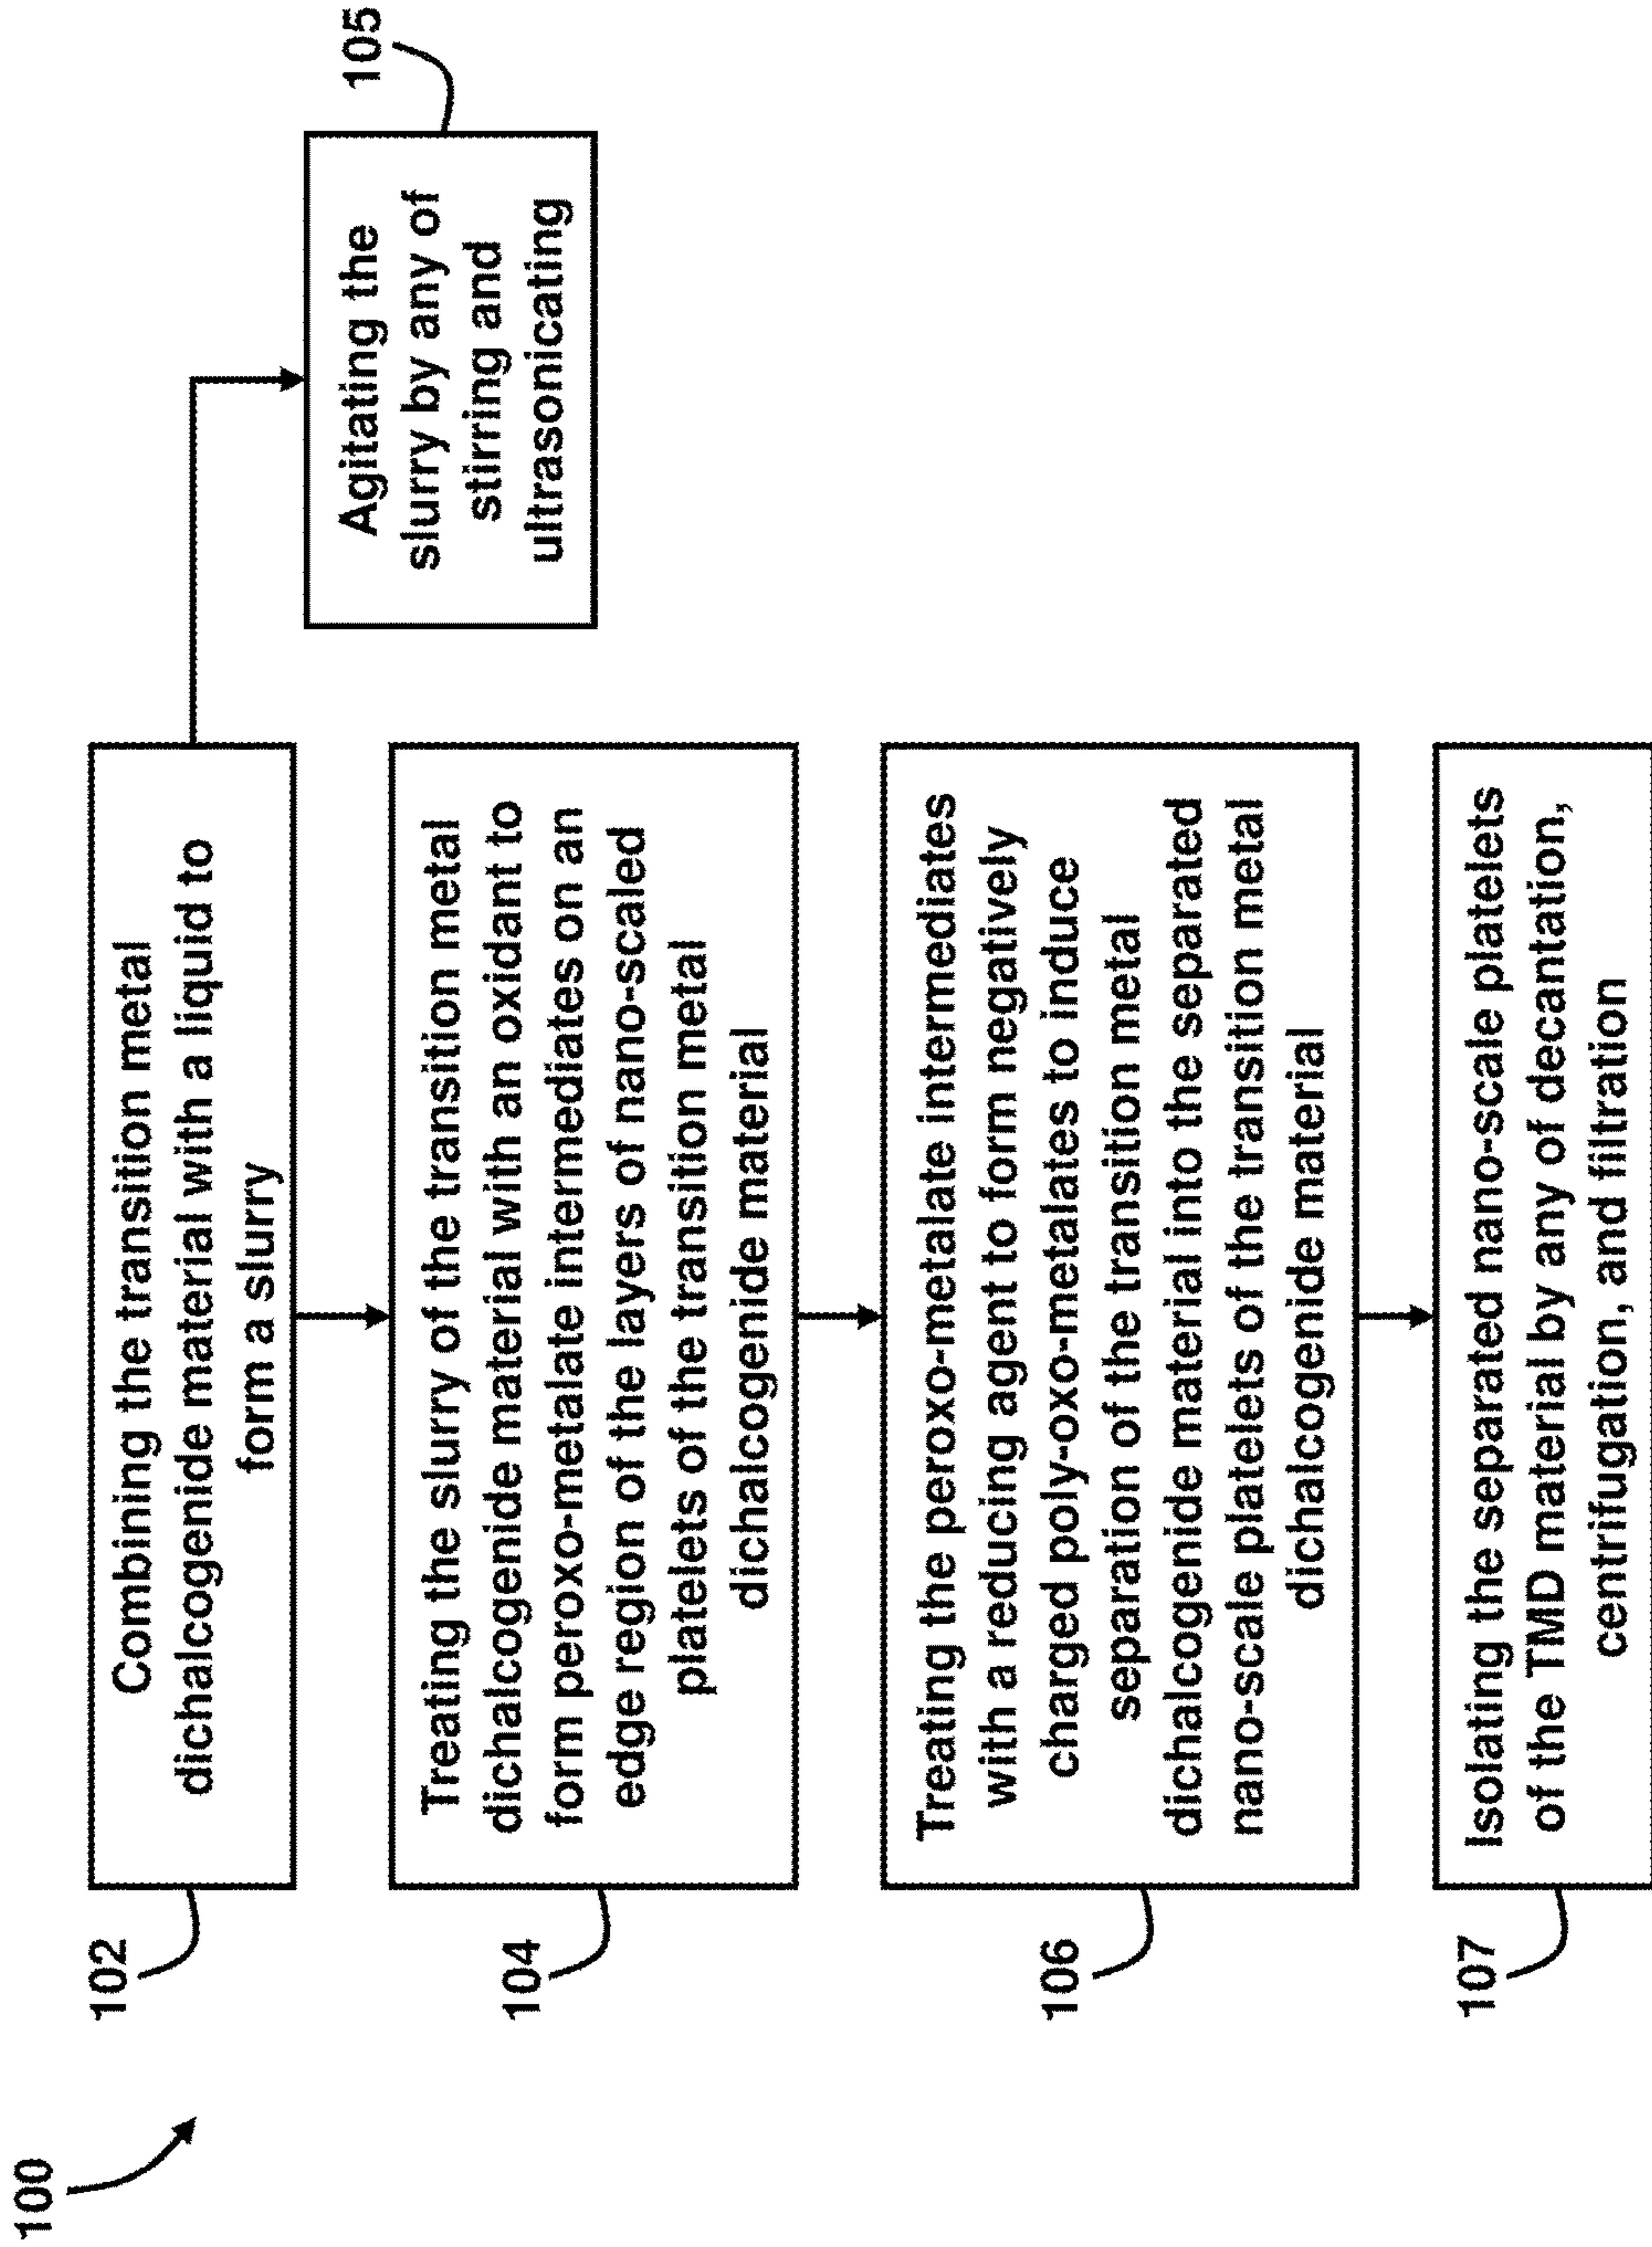 100
102
Combining the transition metal
dichalcogenide material with a liquid to
form a slurry
105
Agitating the
slurry by any of
stirring and
ultrasonicating
104
Treating the slurry of the transition metal
dichalcogenide material with an oxidant to
form peroxo-metalate intermediates on an
edge region of the layers of nano-scaled
platelets of the transition metal
dichalcogenide material
106
Treating the peroxo-metalate intermediates
with a reducing agent to form negatively
charged poly-oxo-metalates to induce
separation of the transition metal
dichalcogenide material into the separated
nano-scale platelets of the transition metal
dichalcogenide material
107
Isolating the separated nano-scale platelets
of the TMD material by any of decantation,
centrifugation, and filtration